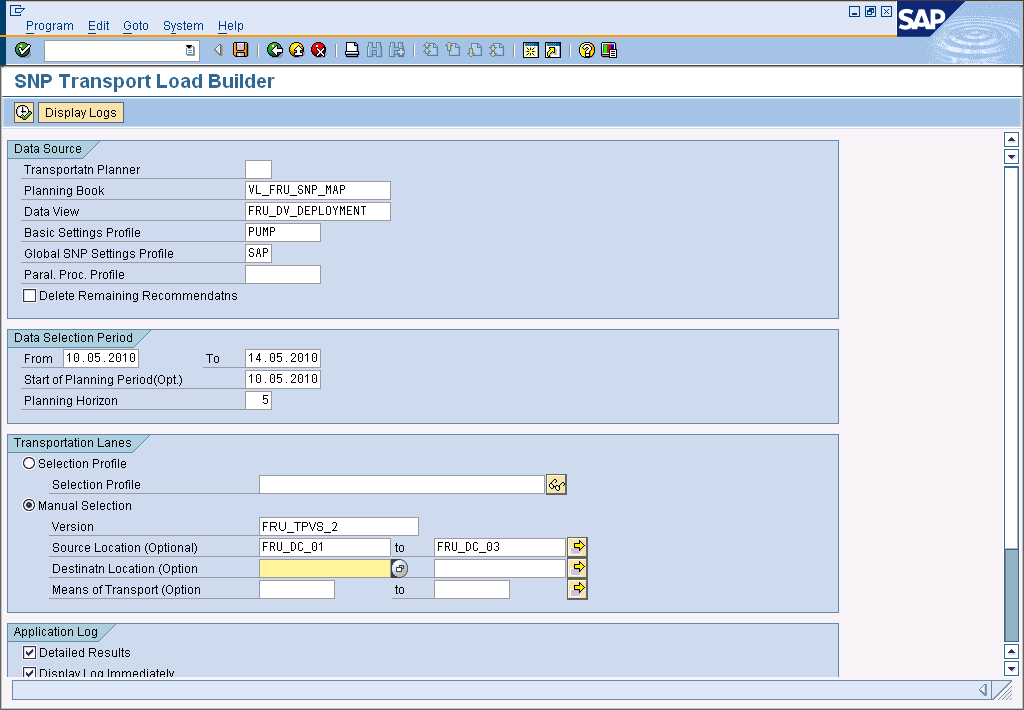 Program Edit Goto System Help
SAP
SNP Transport Load Builder
Display Logs
Data Source
Transportatn Planner
Planning Book VL_FRU_SNP_MAP
Data View FRU_DV_DEPLOYMENT
Basic Settings Profile PUMP
Global SNP Settings Profile SAP
Paral. Proc. Profile
Delete Remaining Recommendatns
Data Selection Period
From 10.05.2010 To 14.05.2010
Start of Planning Period(Opt.) 10.05.2010
Planning Horizon 5
Transportation Lanes
Selection Profile
Selection Profile
Manual Selection
Version FRU_TPVS_2
Source Location (Optional) FRU_DC_01 to FRU_DC_03
Destinatn Location (Option
Means of Transport (Option to
Application Log
Detailed Results
Display Log Immediately